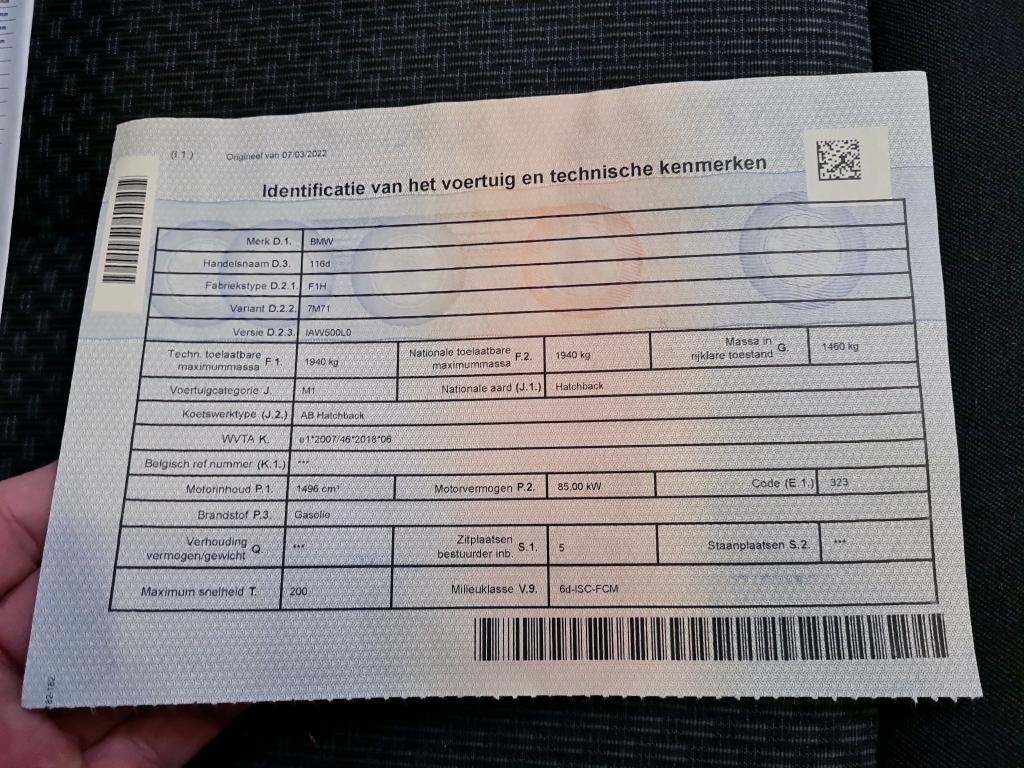 (I.1.) Origineel van 07/03/2022
Identificatie van het voertuig en technische kenmerken
Merk D.1. BMW
Handelsnaam D.3. 116d
Fabriekstype D.2.1. F1H
Variant D.2.2. 7M71
Versie D.2.3. IAW500L0
Techn. toelaatbare maximummassa F.1. 1940 kg Nationale toelaatbare maximummassa F.2. 1940 kg Massa in rijklare toestand G. 1460 kg
Voertuigcategorie J. M1 Nationale aard (J.1.) Hatchback
Koetswerktype (J.2.) AB Hatchback
WVTA K. e1*2007/46*2018*06
Belgisch ref.nummer (K.1.) ***
Motorinhoud P.1. 1496 cm³ Motorvermogen P.2. 85,00 kW Code (E.1.) 323
Brandstof P.3. Gasolie
Verhouding vermogen/gewicht Q. *** Zitplaatsen bestuurder inb. S.1. 5 Staanplaatsen S.2. ***
Maximum snelheid T. 200 Milieuklasse V.9. 6d-ISC-FCM